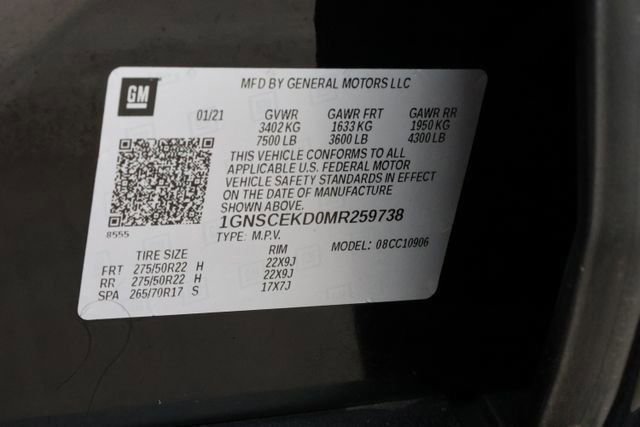 GM
MFD BY GENERAL MOTORS LLC
01/21 GVWR GAWR FRT GAWR RR
3402 KG 1633 KG 1950 KG
7500 LB 3600 LB 4300 LB
THIS VEHICLE CONFORMS TO ALL
APPLICABLE U.S. FEDERAL MOTOR
VEHICLE SAFETY STANDARDS IN EFFECT
ON THE DATE OF MANUFACTURE
SHOWN ABOVE.
8555
1GNSCEKD0MR259738
TYPE: M.P.V. MODEL: 08CC10906
TIRE SIZE RIM
FRT 275/50R22 H 22X9J
RR 275/50R22 H 22X9J
SPA 265/70R17 S 17X7J